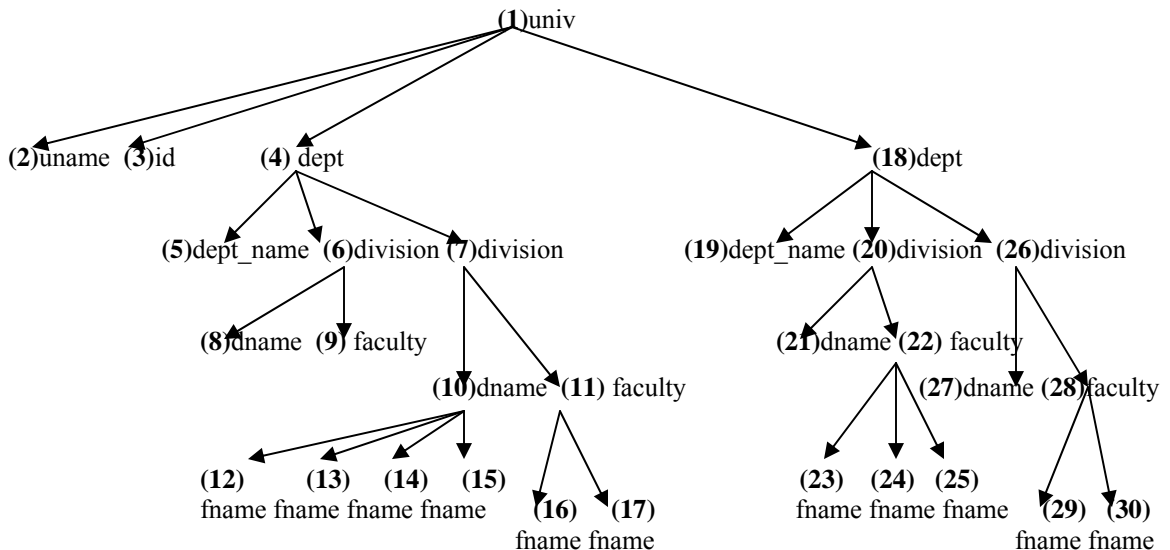 (1)univ
(2)uname (3)id (4) dept (18)dept
(5)dept_name (6)division (7)division (19)dept_name (20)division (26)division
(8)dname (9) faculty (21)dname (22) faculty
(10)dname (11) faculty (27)dname (28)faculty
(12) (13) (14) (15) (23) (24) (25)
fname fname fname fname (16) (17) fname fname fname (29) (30)
fname fname fname fname